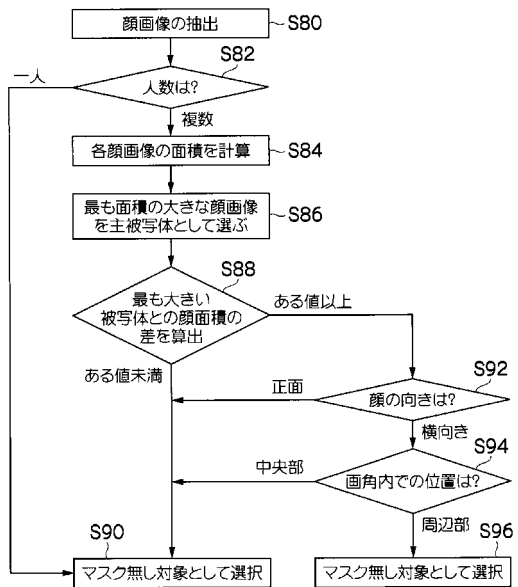 顔画像の抽出
S80
S82
一人
人数は?
複数
各顔画像の面積を計算
S84
最も面積の大きな顔画像
を主被写体として選ぶ
S86
S88
最も大きい
被写体との顔面積の
差を算出
ある値以上
ある値未満
S92
正面
顔の向きは?
横向き
S94
中央部
画角内での位置は?
周辺部
S90
マスク無し対象として選択
S96
マスク無し対象として選択